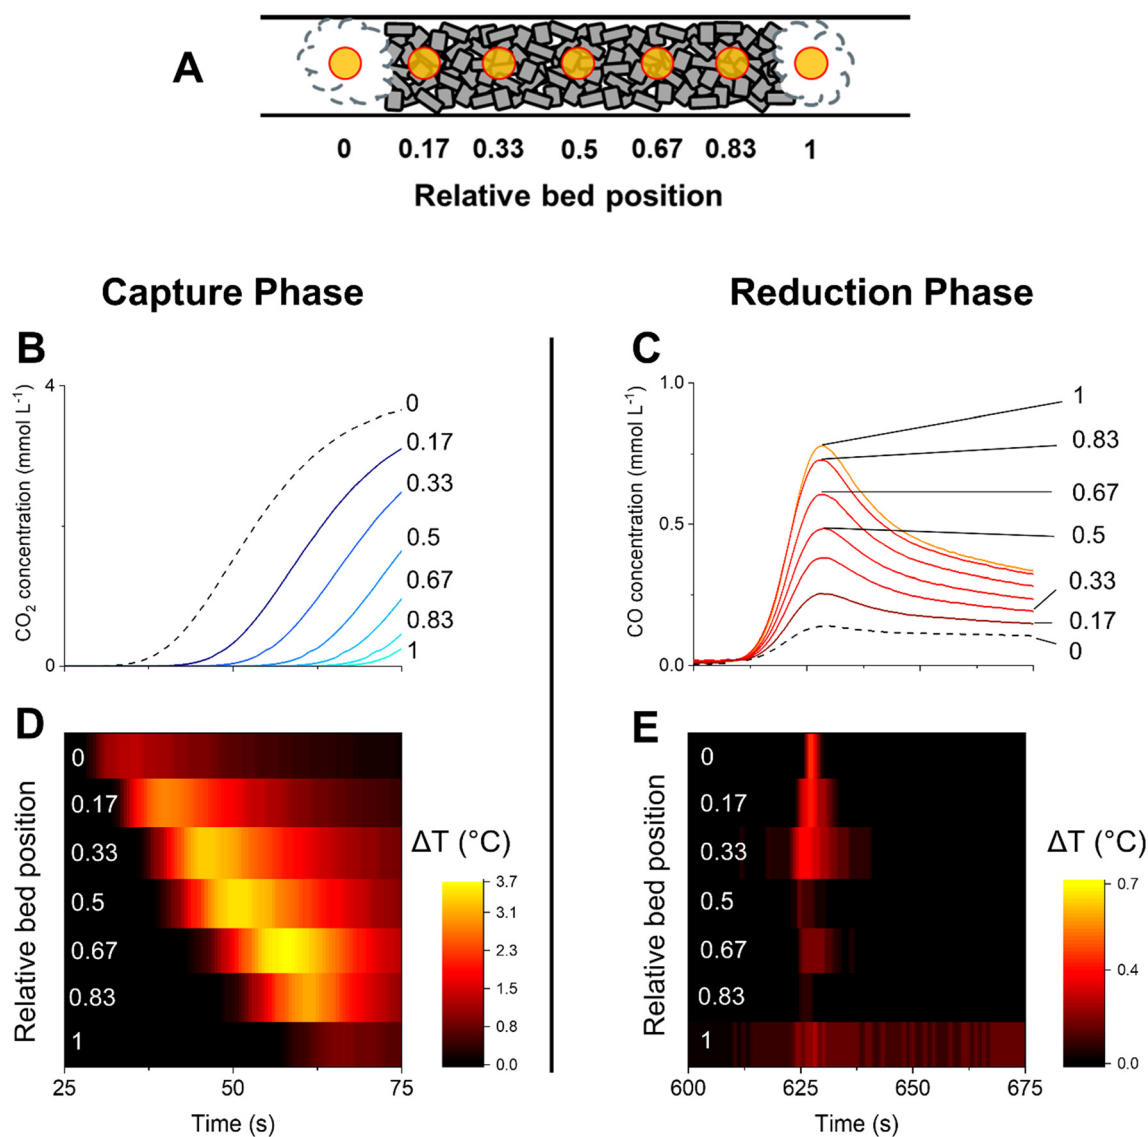 A
0 0.17 0.33 0.5 0.67 0.83 1
Relative bed position
Capture Phase
Reduction Phase
B
CO₂ concentration (mmol L⁻¹)
4
0
0
0.17
0.33
0.5
0.67
0.83
1
C
CO concentration (mmol L⁻¹)
1.0
0.5
0.0
1
0.83
0.67
0.5
0.33
0.17
0
D
Relative bed position
0
0.17
0.33
0.5
0.67
0.83
1
25 50 75
Time (s)
ΔT (°C)
3.7
3.1
2.3
1.5
0.8
0.0
E
Relative bed position
0
0.17
0.33
0.5
0.67
0.83
1
600 625 650 675
Time (s)
ΔT (°C)
0.7
0.4
0.0